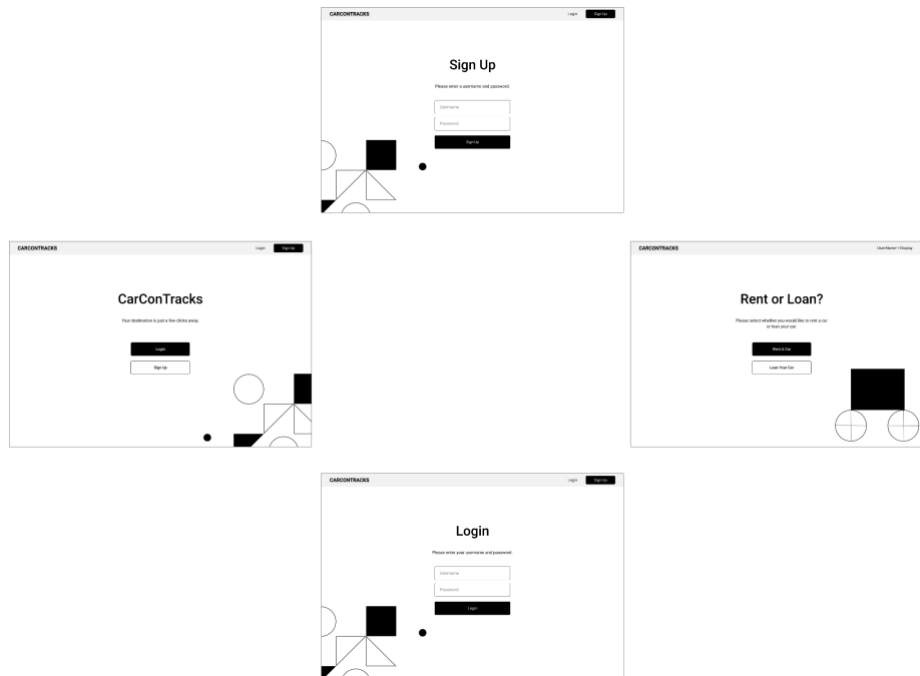 CARCONTRACKS
Login
Sign Up
Sign Up
Please enter a username and password.
Username
Password
Sign Up
CARCONTRACKS
Login
Sign Up
CarConTracks
Your destination is just a few clicks away.
Login
Sign Up
CARCONTRACKS
Rent or Loan?
Please select whether you would like to rent a car
or loan your car.
Rent A Car
Loan Your Car
CARCONTRACKS
Login
Sign Up
Login
Please enter your username and password.
Username
Password
Login